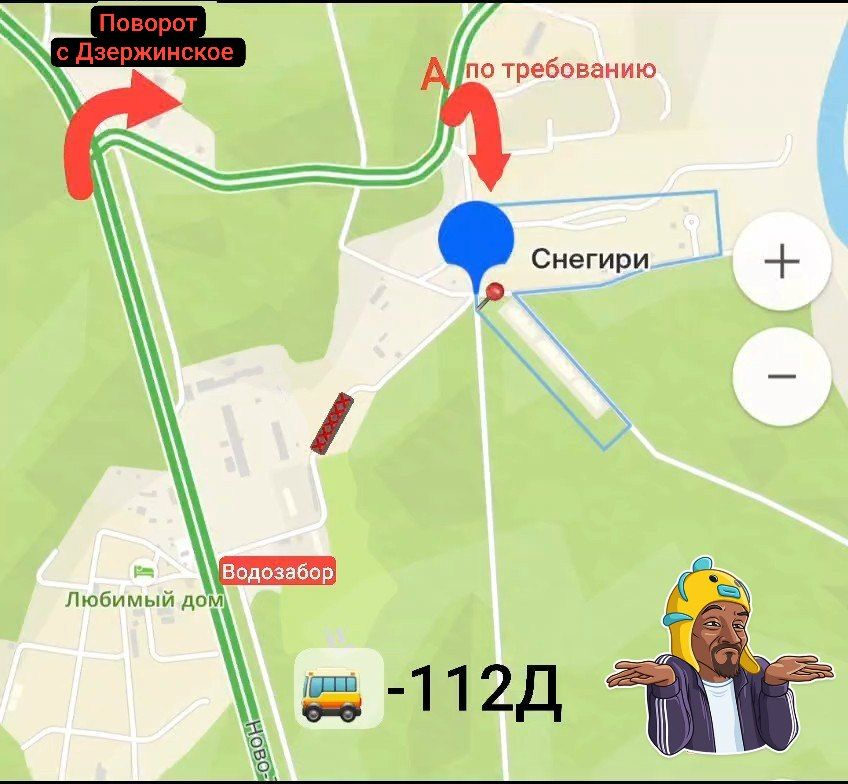 Поворот
с Дзержинское
А по требованию
Снегири
Водозабор
Любимый дом
-112Д
Ново-